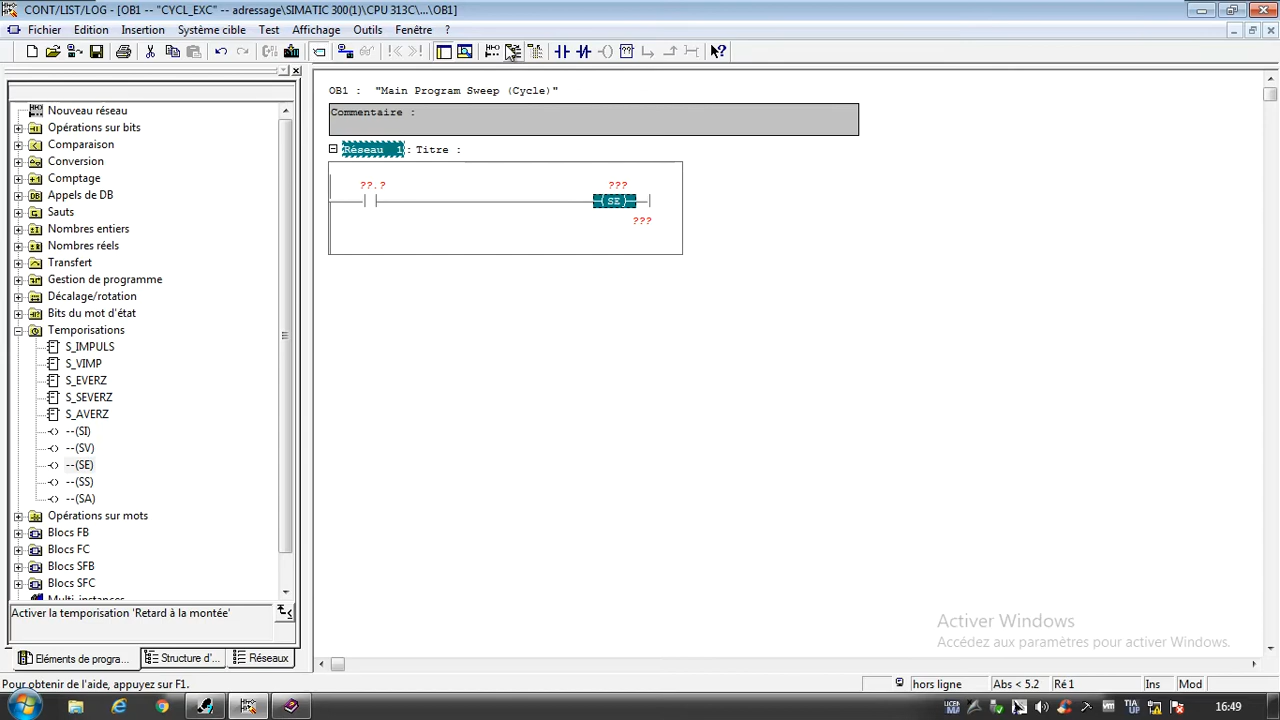 CONT/LIST/LOG - [OB1 -- "CYCL_EXC" -- adressage\SIMATIC 300(1)\CPU 313C\...\OB1]
Fichier Edition Insertion Système cible Test Affichage Outils Fenêtre ?
OB1 : "Main Program Sweep (Cycle)"
Commentaire :
Réseau 1 : Titre :
??.? ???
(SE)
???
Nouveau réseau
Opérations sur bits
Comparaison
Conversion
Comptage
Appels de DB
Sauts
Nombres entiers
Nombres réels
Transfert
Gestion de programme
Décalage/rotation
Bits du mot d'état
Temporisations
S_IMPULS
S_VIMP
S_EVERZ
S_SEVERZ
S_AVERZ
--(SI)
--(SV)
--(SE)
--(SS)
--(SA)
Opérations sur mots
Blocs FB
Blocs FC
Blocs SFB
Blocs SFC
Multi-instances
Activer la temporisation 'Retard à la montée'
Eléments de progra... Structure d'... Réseaux
Activer Windows
Accédez aux paramètres pour activer Windows.
Pour obtenir de l'aide, appuyez sur F1.
hors ligne Abs < 5.2 Ré 1 Ins Mod
TIA UP
16:49